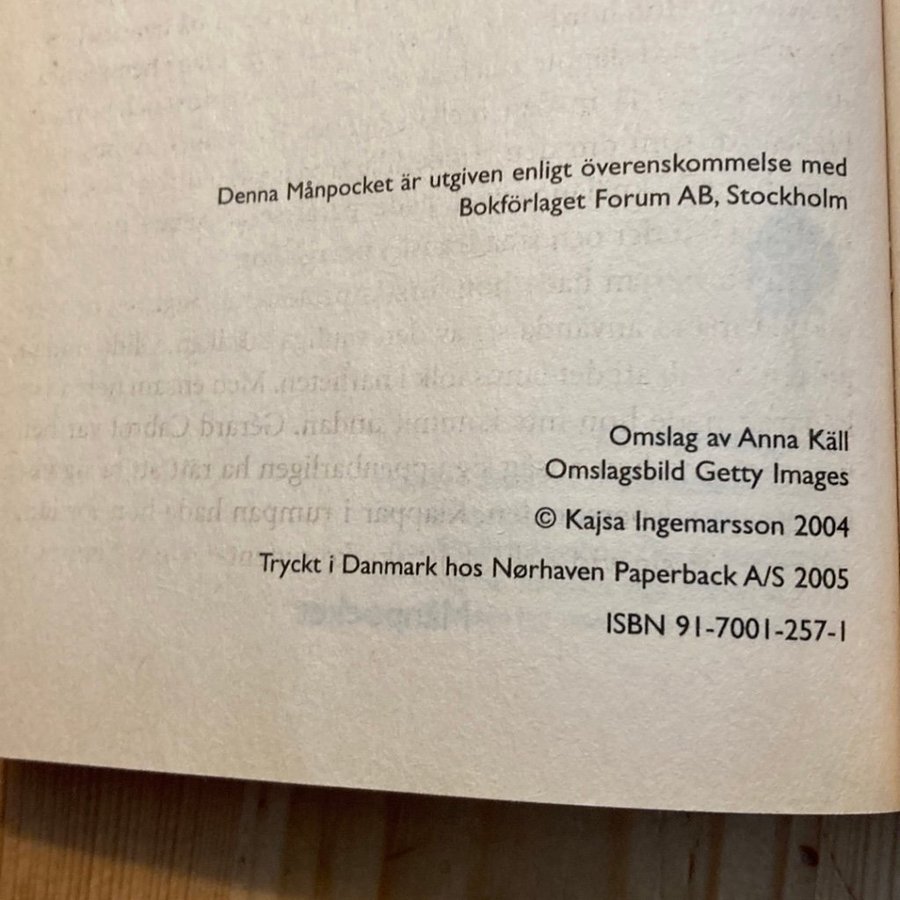 Denna Månpocket är utgiven enligt överenskommelse med
Bokförlaget Forum AB, Stockholm
Omslag av Anna Käll
Omslagsbild Getty Images
© Kajsa Ingemarsson 2004
Tryckt i Danmark hos Nørhaven Paperback A/S 2005
ISBN 91-7001-257-1